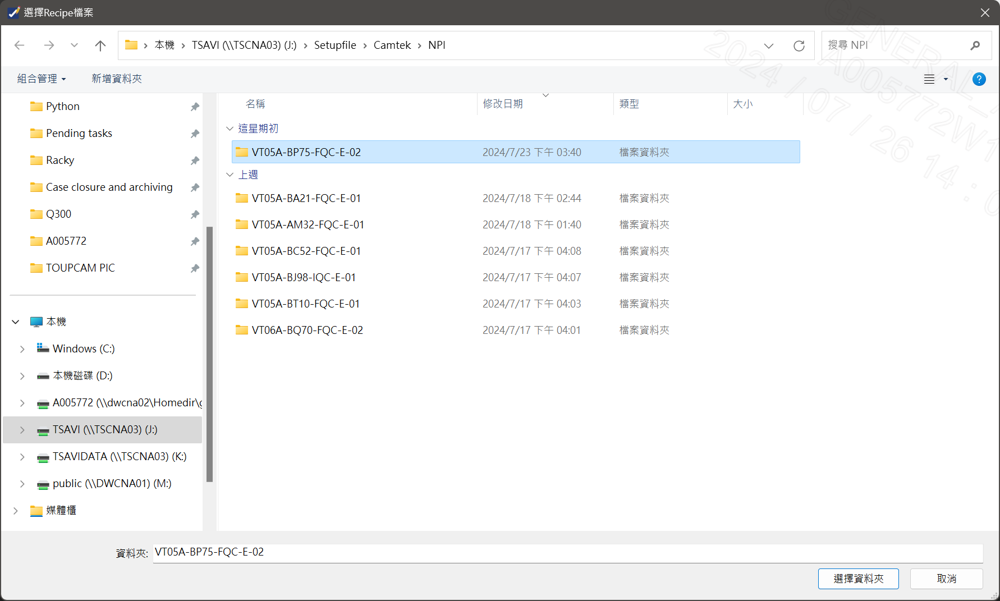 選擇Recipe檔案
本機 TSAVI (\\TSCNA03) (J:) Setupfile Camtek NPI
搜尋 NPI
組合管理 新增資料夾
Python
Pending tasks
Racky
Case closure and archiving
Q300
A005772
TOUPCAM PIC
本機
Windows (C:)
本機磁碟 (D:)
A005772 (\\dwcna02\Homedir\g
TSAVI (\\TSCNA03) (J:)
TSAVIDATA (\\TSCNA03) (K:)
public (\\DWCNA01) (M:)
媒體櫃
名稱 修改日期 類型 大小
這星期初
VT05A-BP75-FQC-E-02 2024/7/23 下午 03:40 檔案資料夾
上週
VT05A-BA21-FQC-E-01 2024/7/18 下午 02:44 檔案資料夾
VT05A-AM32-FQC-E-01 2024/7/18 下午 01:40 檔案資料夾
VT05A-BC52-FQC-E-01 2024/7/17 下午 04:08 檔案資料夾
VT05A-BJ98-IQC-E-01 2024/7/17 下午 04:07 檔案資料夾
VT05A-BT10-FQC-E-01 2024/7/17 下午 04:03 檔案資料夾
VT06A-BQ70-FQC-E-02 2024/7/17 下午 04:01 檔案資料夾
資料夾: VT05A-BP75-FQC-E-02
選擇資料夾 取消
GENERAL_
A005772W1
2024 / 07 / 26 14 :